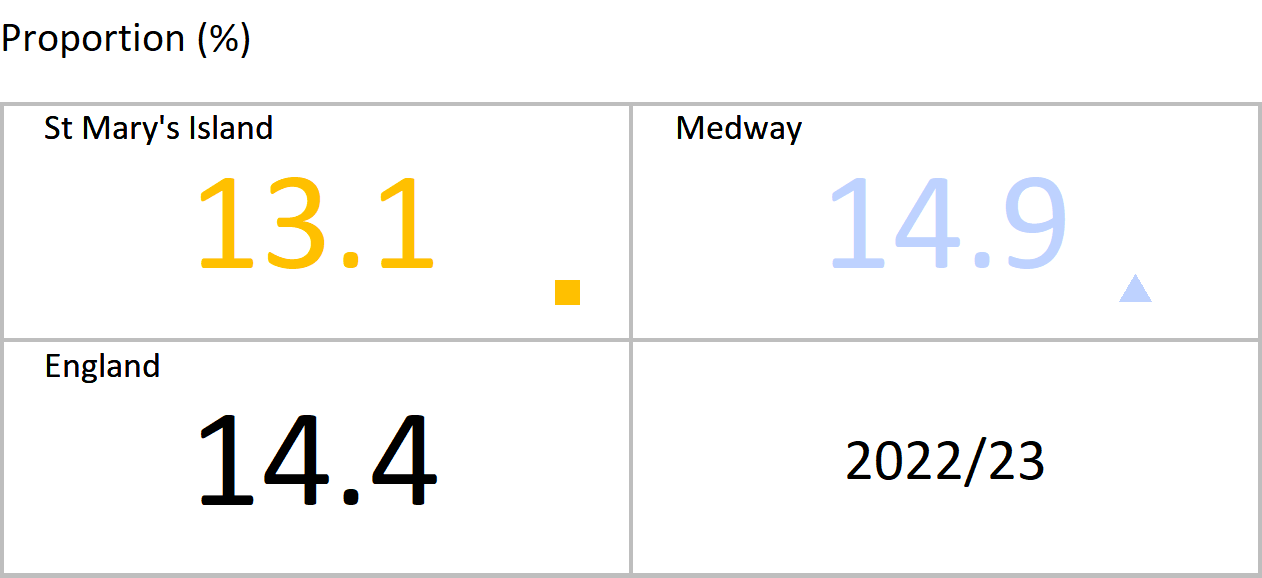 Proportion (%)
St Mary's Island
13.1
Medway
14.9
England
14.4
2022/23